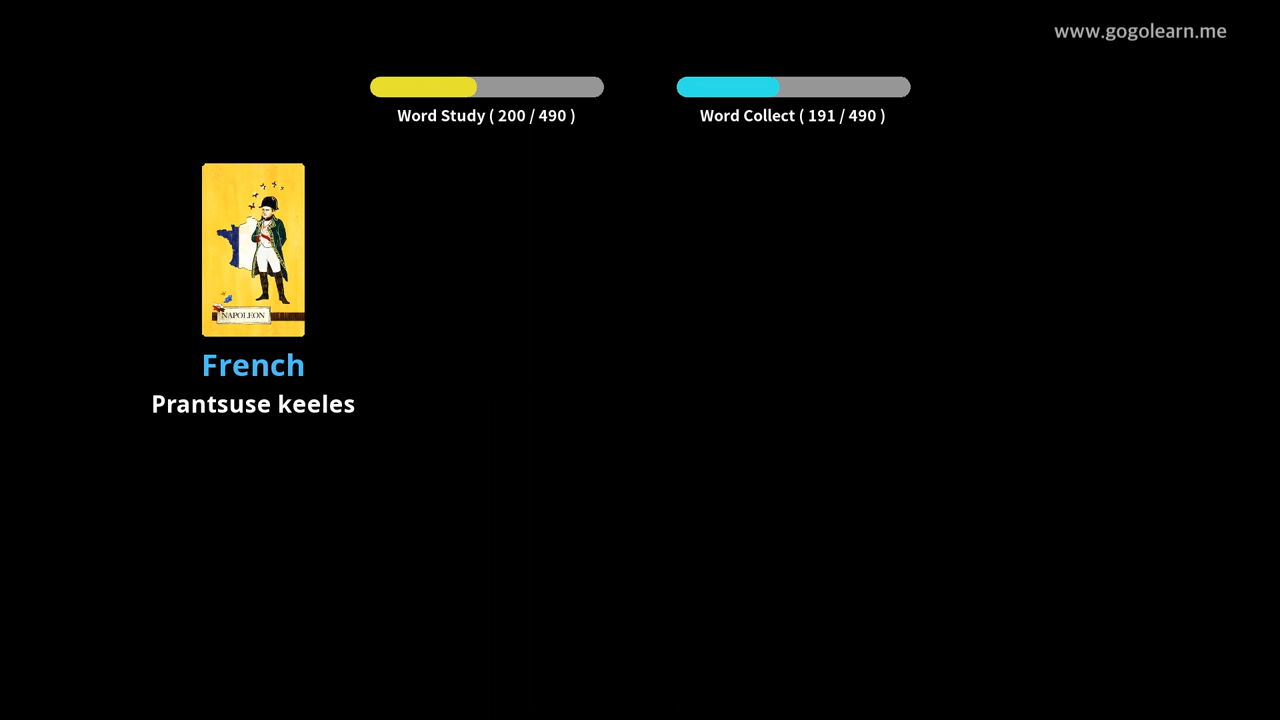 www.gogolearn.me
Word Study ( 200 / 490 )
Word Collect ( 191 / 490 )
NAPOLEON
French
Prantsuse keeles